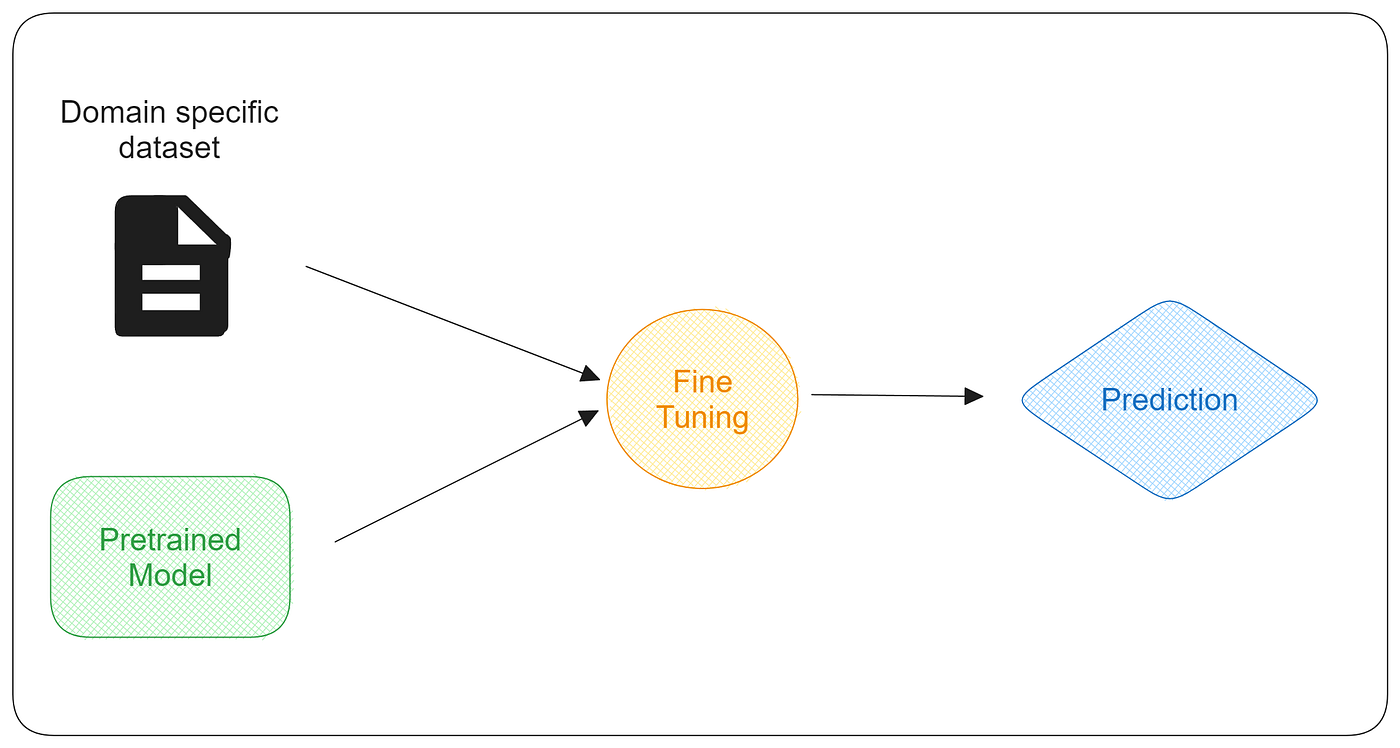 Domain specific
dataset
Pretrained
Model
Fine
Tuning
Prediction